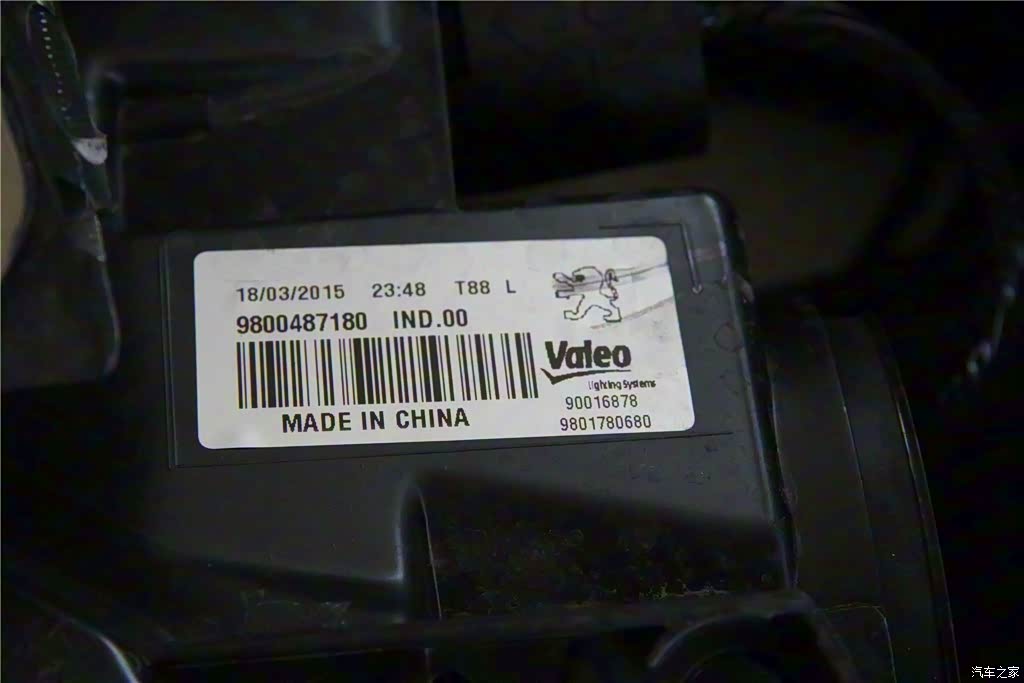 18/03/2015 23:48 T88 L
9800487180 IND.00
Valeo
Lighting Systems
90016878
9801780680
MADE IN CHINA
汽车之家